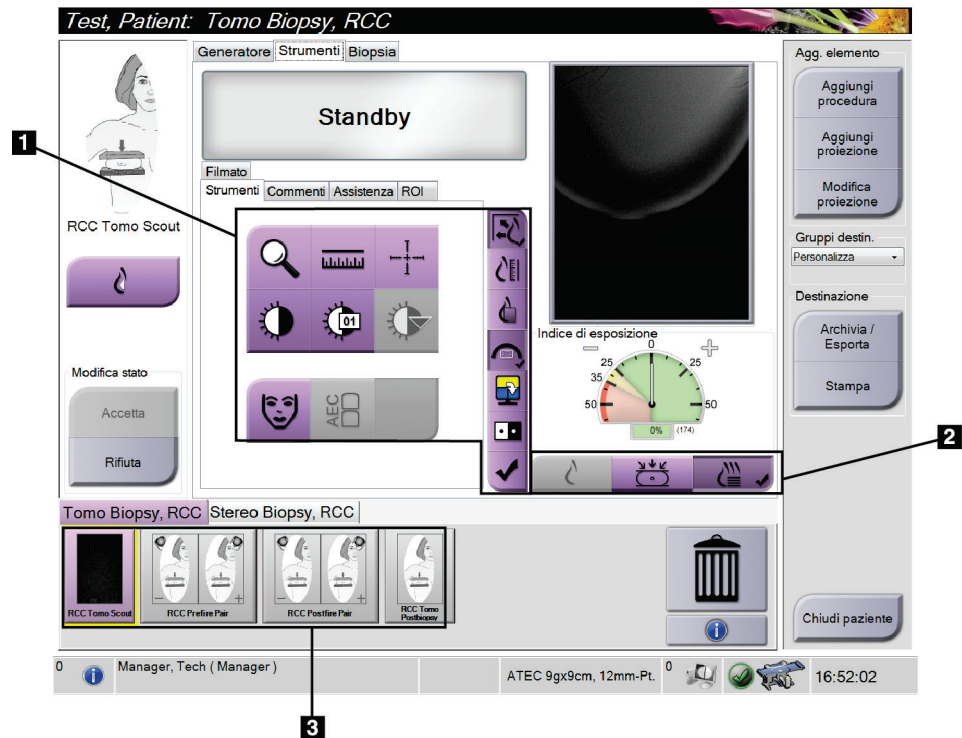 Test, Patient: Tomo Biopsy, RCC
Generatore Strumenti Biopsia
Standby
Filmato
Strumenti Commenti Assistenza ROI
1
RCC Tomo Scout
01
AEC
Modifica stato
Accetta
Rifiuta
Indice di esposizione
0
25 25
35
50 50
0% (174)
2
Agg. elemento
Aggiungi
procedura
Aggiungi
proiezione
Modifica
proiezione
Gruppi destin.
Personalizza
Destinazione
Archivia /
Esporta
Stampa
Tomo Biopsy, RCC Stereo Biopsy, RCC
RCC Tomo Scout
− +
RCC Prefire Pair
− +
RCC Postfire Pair
RCC Tomo
Postbiopsy
3
Chiudi paziente
0 Manager, Tech ( Manager ) ATEC 9gx9cm, 12mm-Pt. 0 16:52:02